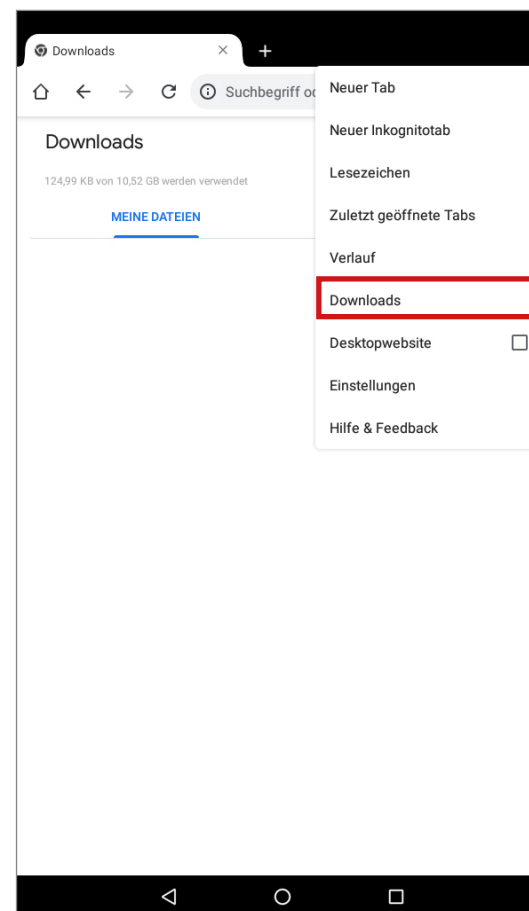 Downloads
Suchbegriff od
Downloads
124,99 KB von 10,52 GB werden verwendet
MEINE DATEIEN
Neuer Tab
Neuer Inkognitotab
Lesezeichen
Zuletzt geöffnete Tabs
Verlauf
Downloads
Desktopwebsite
Einstellungen
Hilfe & Feedback